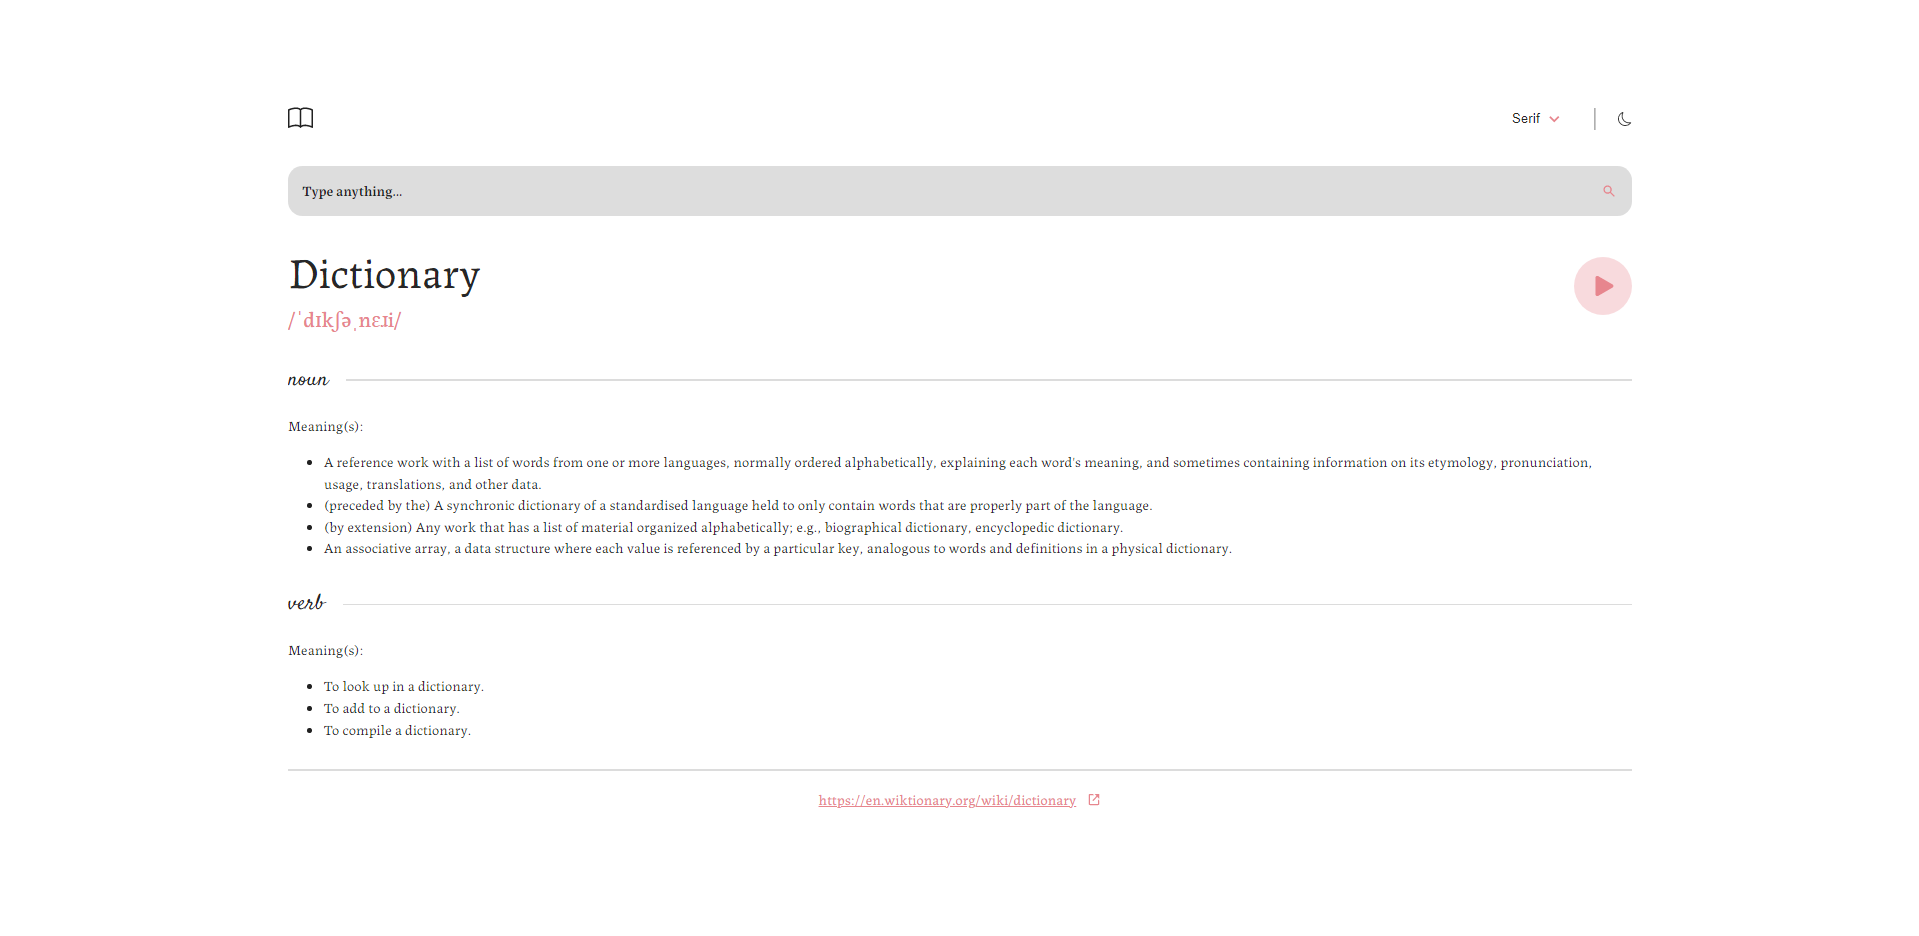 Serif
Type anything...
Dictionary
/ˈdɪkʃəˌnɛɹi/
noun
Meaning(s):
A reference work with a list of words from one or more languages, normally ordered alphabetically, explaining each word's meaning, and sometimes containing information on its etymology, pronunciation,
usage, translations, and other data.
(preceded by the) A synchronic dictionary of a standardised language held to only contain words that are properly part of the language.
(by extension) Any work that has a list of material organized alphabetically; e.g., biographical dictionary, encyclopedic dictionary.
An associative array, a data structure where each value is referenced by a particular key, analogous to words and definitions in a physical dictionary.
verb
Meaning(s):
To look up in a dictionary.
To add to a dictionary.
To compile a dictionary.
https://en.wiktionary.org/wiki/dictionary